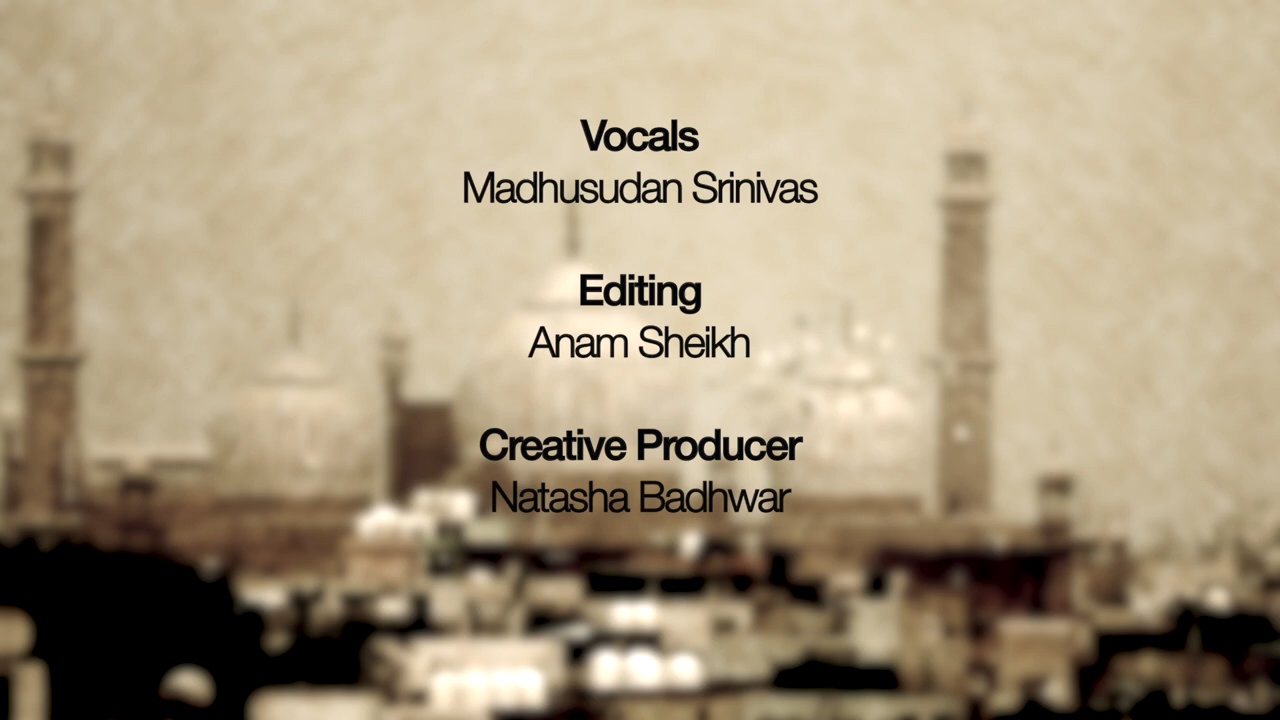 Vocals
Madhusudan Srinivas
Editing
Anam Sheikh
Creative Producer
Natasha Badhwar